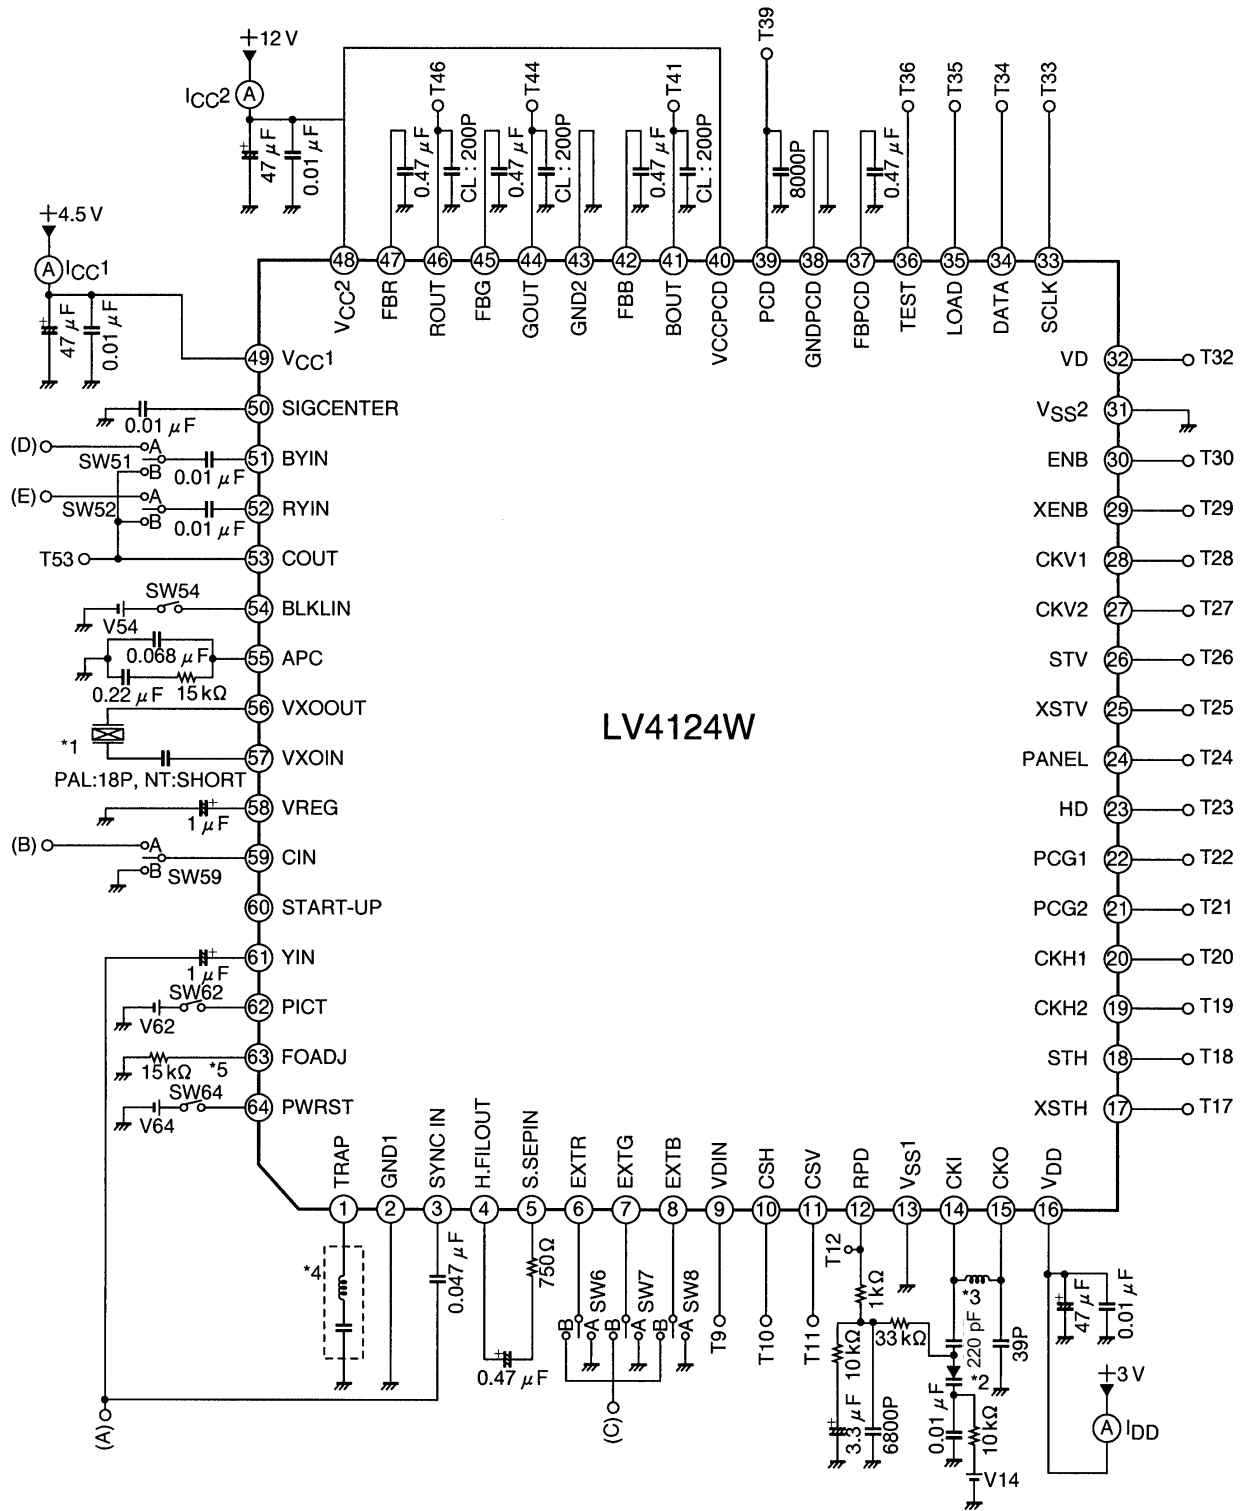 +12 V
ICC2
A
47 μF
0.01 μF
T46
T44
T41
T39
T36
T35
T34
T33
0.47 μF
CL : 200P
0.47 μF
CL : 200P
0.47 μF
CL : 200P
8000P
0.47 μF
+4.5 V
A
ICC1
47 μF
0.01 μF
48
47
46
45
44
43
42
41
40
39
38
37
36
35
34
33
VCC2
FBR
ROUT
FBG
GOUT
GND2
FBB
BOUT
VCCPCD
PCD
GNDPCD
FBPCD
TEST
LOAD
DATA
SCLK
49 VCC1
50 SIGCENTER
0.01 μF
(D)
A
SW51
B
0.01 μF
51 BYIN
(E)
A
SW52
B
0.01 μF
52 RYIN
T53
53 COUT
SW54
V54
54 BLKLIN
0.068 μF
0.22 μF
15 kΩ
55 APC
56 VXOOUT
*1
57 VXOIN
PAL:18P, NT:SHORT
58 VREG
1 μF
(B)
A
B
SW59
59 CIN
60 START-UP
61 YIN
1 μF
SW62
V62
62 PICT
15 kΩ
*5
63 FOADJ
SW64
V64
64 PWRST
LV4124W
VD 32 T32
VSS2 31
ENB 30 T30
XENB 29 T29
CKV1 28 T28
CKV2 27 T27
STV 26 T26
XSTV 25 T25
PANEL 24 T24
HD 23 T23
PCG1 22 T22
PCG2 21 T21
CKH1 20 T20
CKH2 19 T19
STH 18 T18
XSTH 17 T17
TRAP
GND1
SYNC IN
H.FILOUT
S.SEPIN
EXTR
EXTG
EXTB
VDIN
CSH
CSV
RPD
VSS1
CKI
CKO
VDD
1
2
3
4
5
6
7
8
9
10
11
12
13
14
15
16
*4
0.047 μF
750 Ω
0.47 μF
B
A
SW6
B
A
SW7
B
A
SW8
T9
T10
T11
T12
1 kΩ
33 kΩ
10 kΩ
3.3 μF
6800P
*3
220 pF
39P
*2
0.01 μF
10 kΩ
V14
47 μF
0.01 μF
+3 V
A
IDD
(A)
(C)